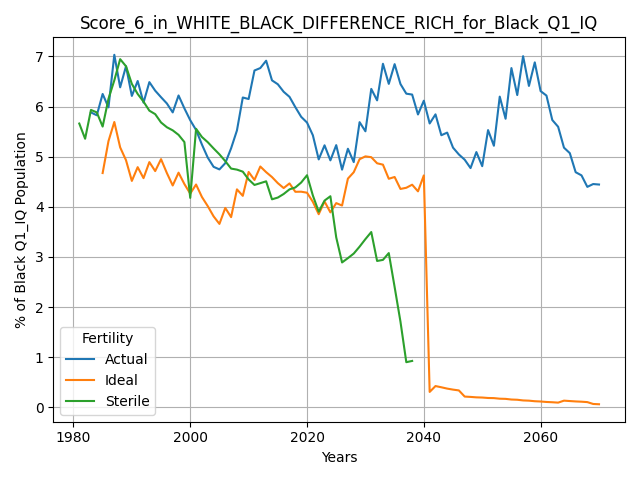 Score_6_in_WHITE_BLACK_DIFFERENCE_RICH_for_Black_Q1_IQ
% of Black Q1_IQ Population
7
6
5
4
3
2
1
0
Fertility
Actual
Ideal
Sterile
1980 2000 2020 2040 2060
Years